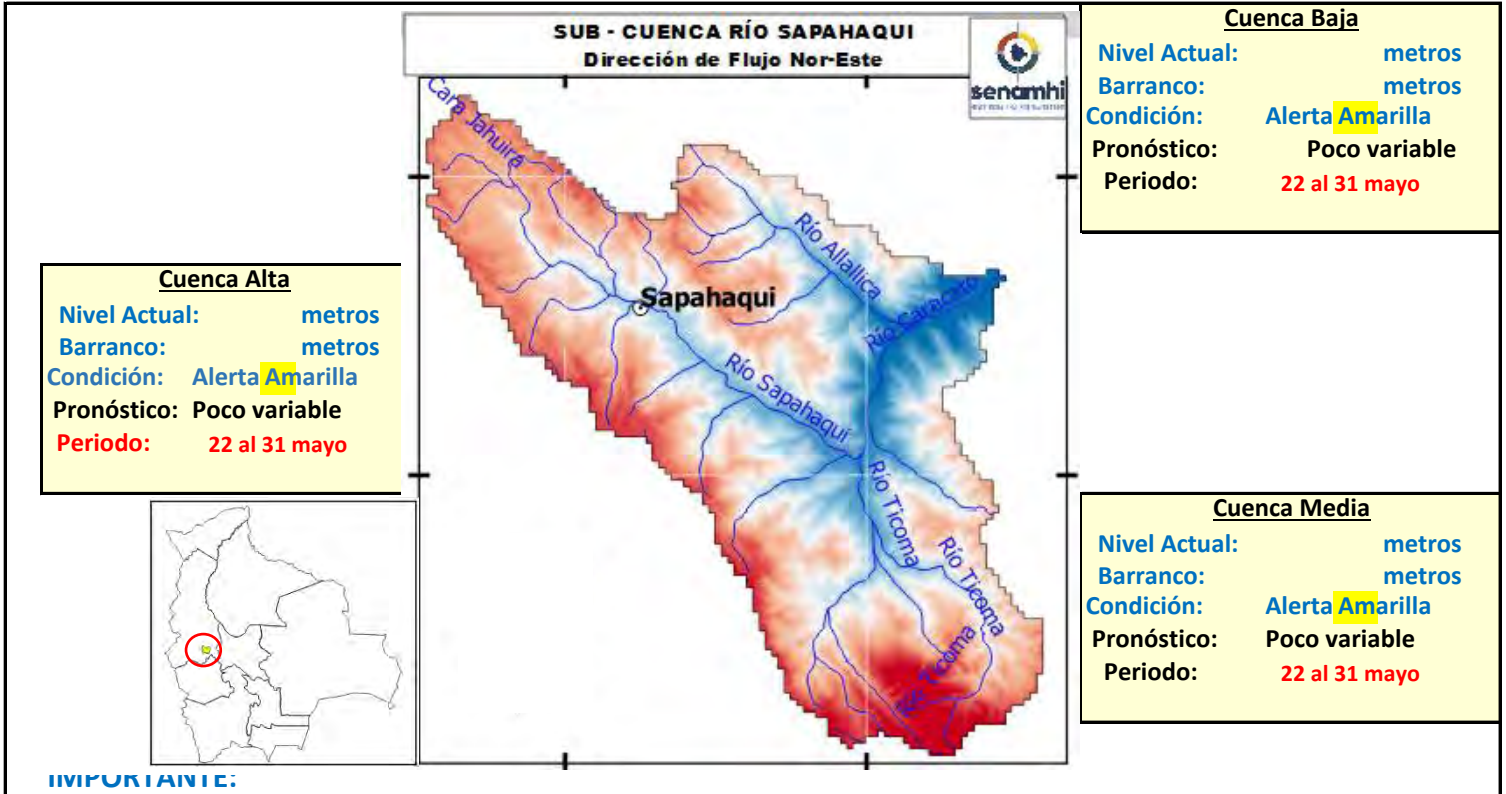 SUB - CUENCA RÍO SAPAHAQUI
Dirección de Flujo Nor-Este
senamhi
Cuenca Baja
Nivel Actual: metros
Barranco: metros
Condición: Alerta Amarilla
Pronóstico: Poco variable
Periodo: 22 al 31 mayo
Cuenca Alta
Nivel Actual: metros
Barranco: metros
Condición: Alerta Amarilla
Pronóstico: Poco variable
Periodo: 22 al 31 mayo
Cara Jahuira
Río Allallica
Río Caracato
Sapahaqui
Río Sapahaqui
Río Ticoma
Río Ticoma
Río Ticoma
Cuenca Media
Nivel Actual: metros
Barranco: metros
Condición: Alerta Amarilla
Pronóstico: Poco variable
Periodo: 22 al 31 mayo
IMPORTANTE: